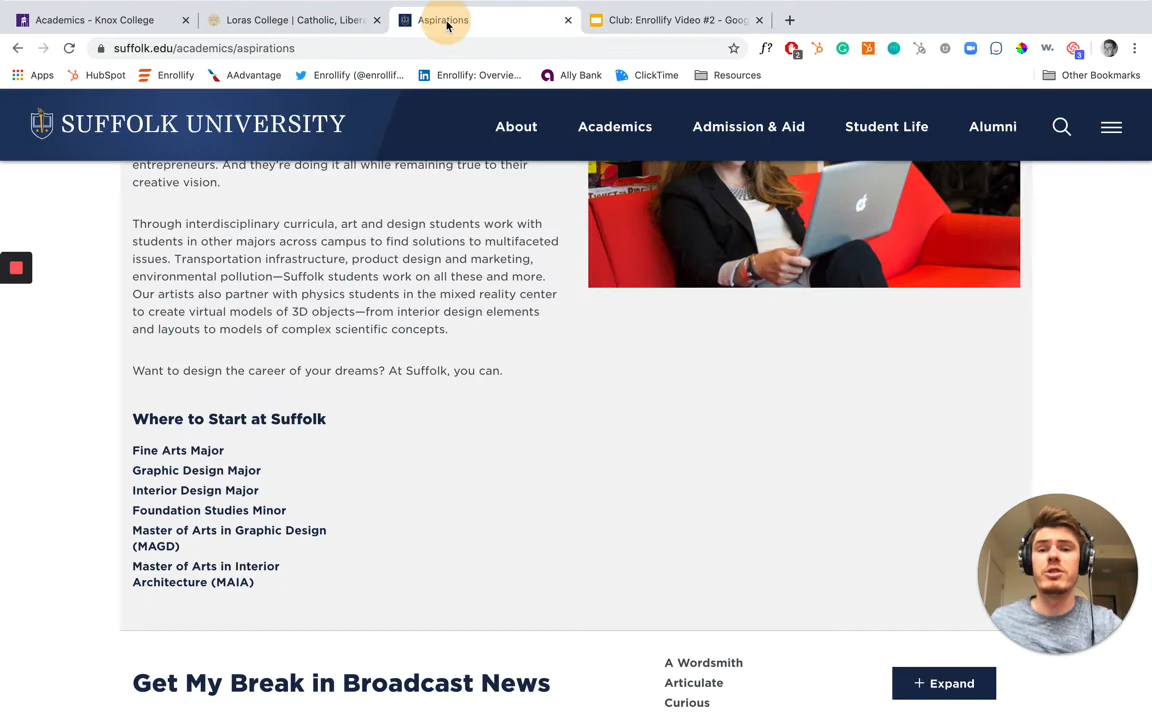 Academics - Knox College
Loras College | Catholic, Libera
Aspirations
Club: Enrollify Video #2 - Goog
suffolk.edu/academics/aspirations
f?
2
w.
3
Apps
HubSpot
Enrollify
AAdvantage
Enrollify (@enrollif...
Enrollify: Overvie...
Ally Bank
ClickTime
Resources
Other Bookmarks
SUFFOLK UNIVERSITY
About
Academics
Admission & Aid
Student Life
Alumni
entrepreneurs. And they're doing it all while remaining true to their
creative vision.
Through interdisciplinary curricula, art and design students work with
students in other majors across campus to find solutions to multifaceted
issues. Transportation infrastructure, product design and marketing,
environmental pollution—Suffolk students work on all these and more.
Our artists also partner with physics students in the mixed reality center
to create virtual models of 3D objects—from interior design elements
and layouts to models of complex scientific concepts.
Want to design the career of your dreams? At Suffolk, you can.
Where to Start at Suffolk
Fine Arts Major
Graphic Design Major
Interior Design Major
Foundation Studies Minor
Master of Arts in Graphic Design
(MAGD)
Master of Arts in Interior
Architecture (MAIA)
Get My Break in Broadcast News
A Wordsmith
Articulate
Curious
+ Expand